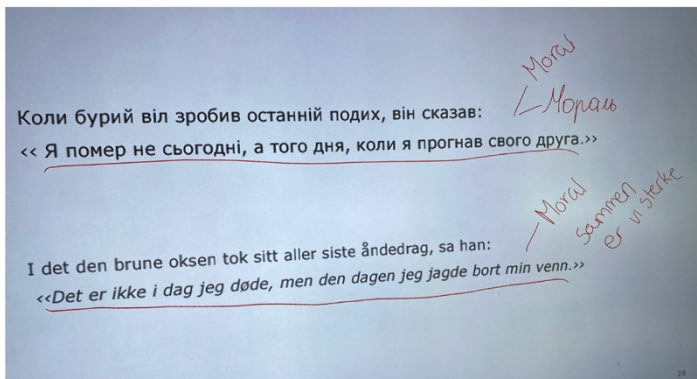 Moral
Коли бурий віл зробив останній подих, він сказав:
Мораль
<< Я помер не сьогодні, а того дня, коли я прогнав свого друга.>>
Moral
sammen
er vi sterke
I det den brune oksen tok sitt aller siste åndedrag, sa han:
<<Det er ikke i dag jeg døde, men den dagen jeg jagde bort min venn.>>
24